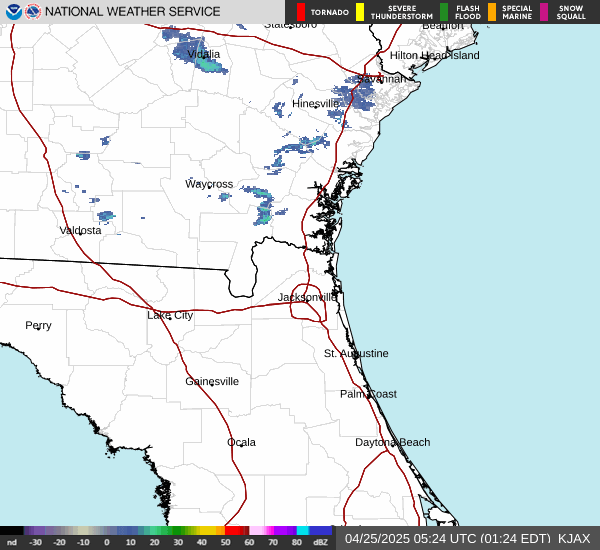 NATIONAL WEATHER SERVICE
TORNADO
SEVERE THUNDERSTORM
FLASH FLOOD
SPECIAL MARINE
SNOW SQUALL
Statesboro
Beaufort
Vidalia
Hilton Head Island
Savannah
Hinesville
Waycross
Valdosta
Jacksonville
Lake City
Perry
St. Augustine
Gainesville
Palm Coast
Ocala
Daytona Beach
nd -30 -20 -10 0 10 20 30 40 50 60 70 80 dBZ
04/25/2025 05:24 UTC (01:24 EDT) KJAX